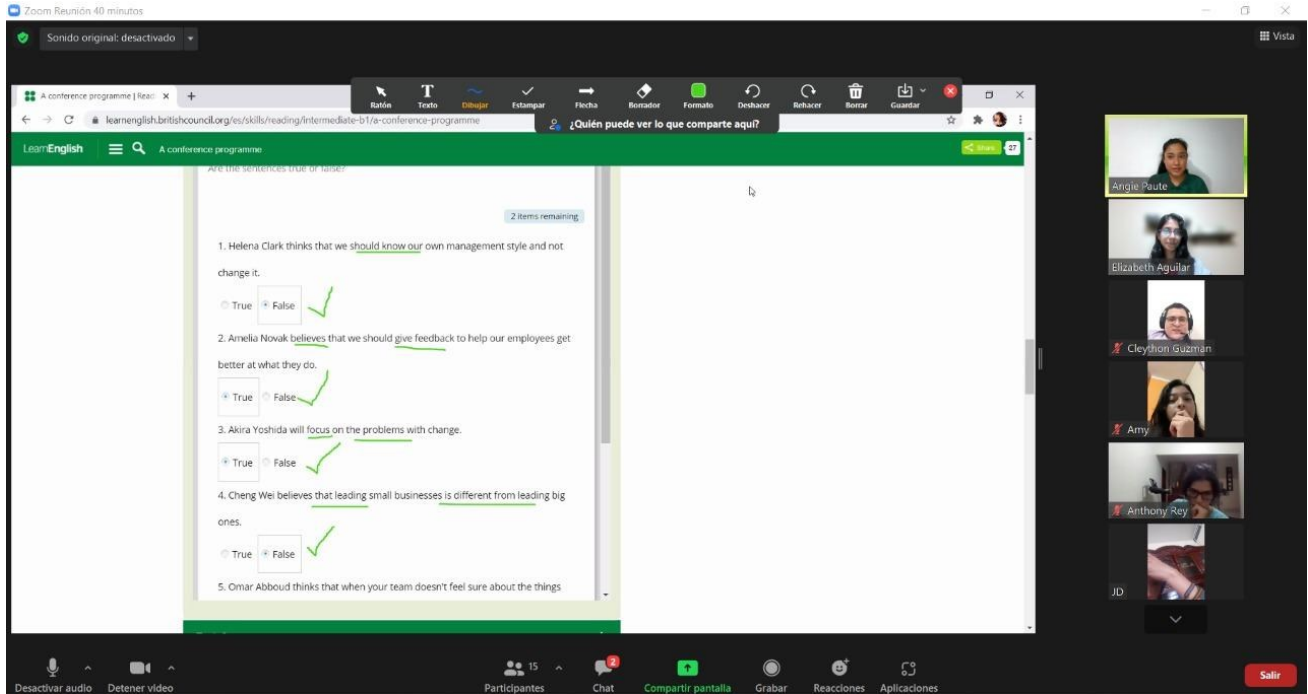 Zoom Reunión 40 minutos
Sonido original: desactivado
Vista
A conference programme | Read
Ratón
Texto
Dibujar
Estampar
Flecha
Borrador
Formato
Deshacer
Rehacer
Borrar
Guardar
learnenglish.britishcouncil.org/es/skills/reading/intermediate-b1/a-conference-programme
¿Quién puede ver lo que comparte aquí?
LearnEnglish
A conference programme
Share
27
Are the sentences true or false?
2 items remaining
1. Helena Clark thinks that we should know our own management style and not
change it.
True False
2. Amelia Novak believes that we should give feedback to help our employees get
better at what they do.
True False
3. Akira Yoshida will focus on the problems with change.
True False
4. Cheng Wei believes that leading small businesses is different from leading big
ones.
True False
5. Omar Abboud thinks that when your team doesn't feel sure about the things
Angie Paute
Elizabeth Aguilar
Cleython Guzman
Amy
Anthony Rey
JD
Desactivar audio
Detener video
15
Participantes
2
Chat
Compartir pantalla
Grabar
Reacciones
Aplicaciones
Salir